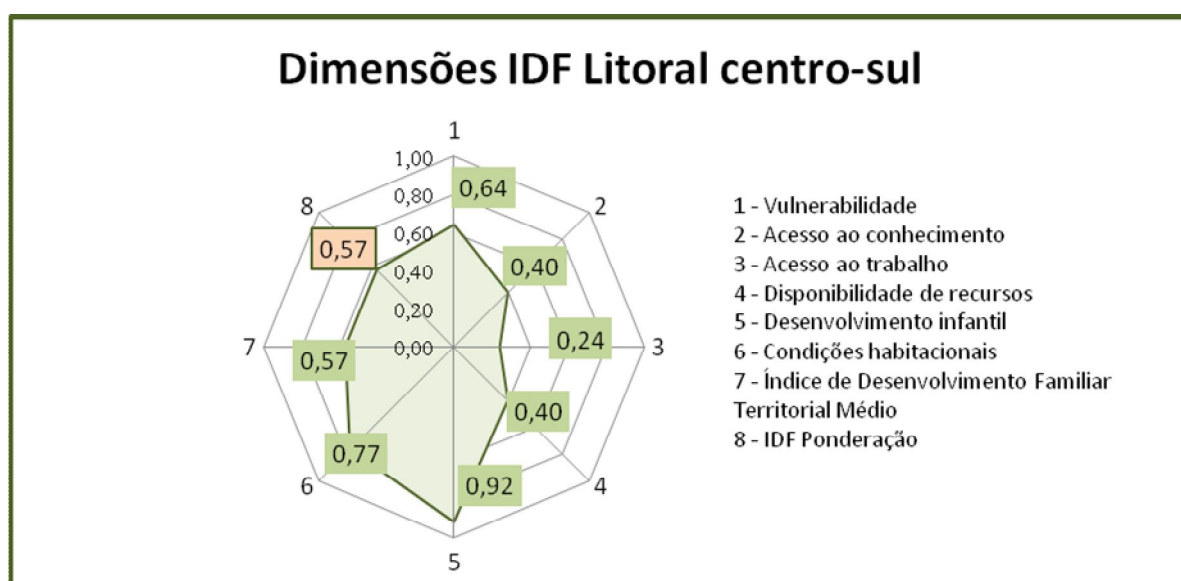 Dimensões IDF Litoral centro-sul
1
1,00
0,80
0,60
0,40
0,20
0,00
0,64
2
0,40
3
0,24
4
0,40
5
0,92
6
0,77
7
0,57
8
0,57
1 - Vulnerabilidade
2 - Acesso ao conhecimento
3 - Acesso ao trabalho
4 - Disponibilidade de recursos
5 - Desenvolvimento infantil
6 - Condições habitacionais
7 - Índice de Desenvolvimento Familiar
Territorial Médio
8 - IDF Ponderação